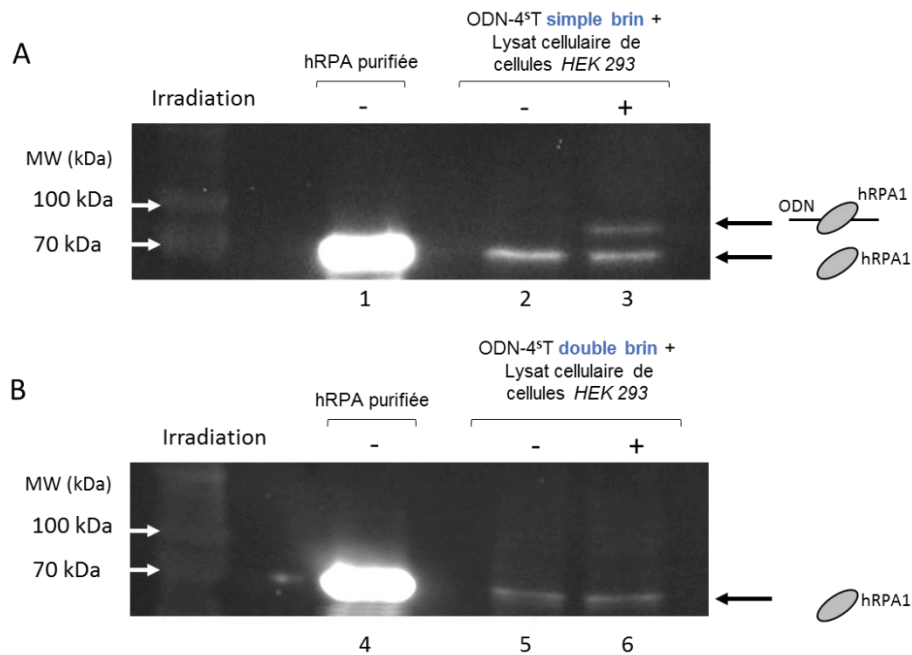 ODN-4ˢT simple brin +
Lysat cellulaire de
cellules HEK 293
A
hRPA purifiée
Irradiation
-
-
+
MW (kDa)
100 kDa
70 kDa
ODN
hRPA1
hRPA1
1
2
3
ODN-4ˢT double brin +
Lysat cellulaire de
cellules HEK 293
B
hRPA purifiée
Irradiation
-
-
+
MW (kDa)
100 kDa
70 kDa
hRPA1
4
5
6